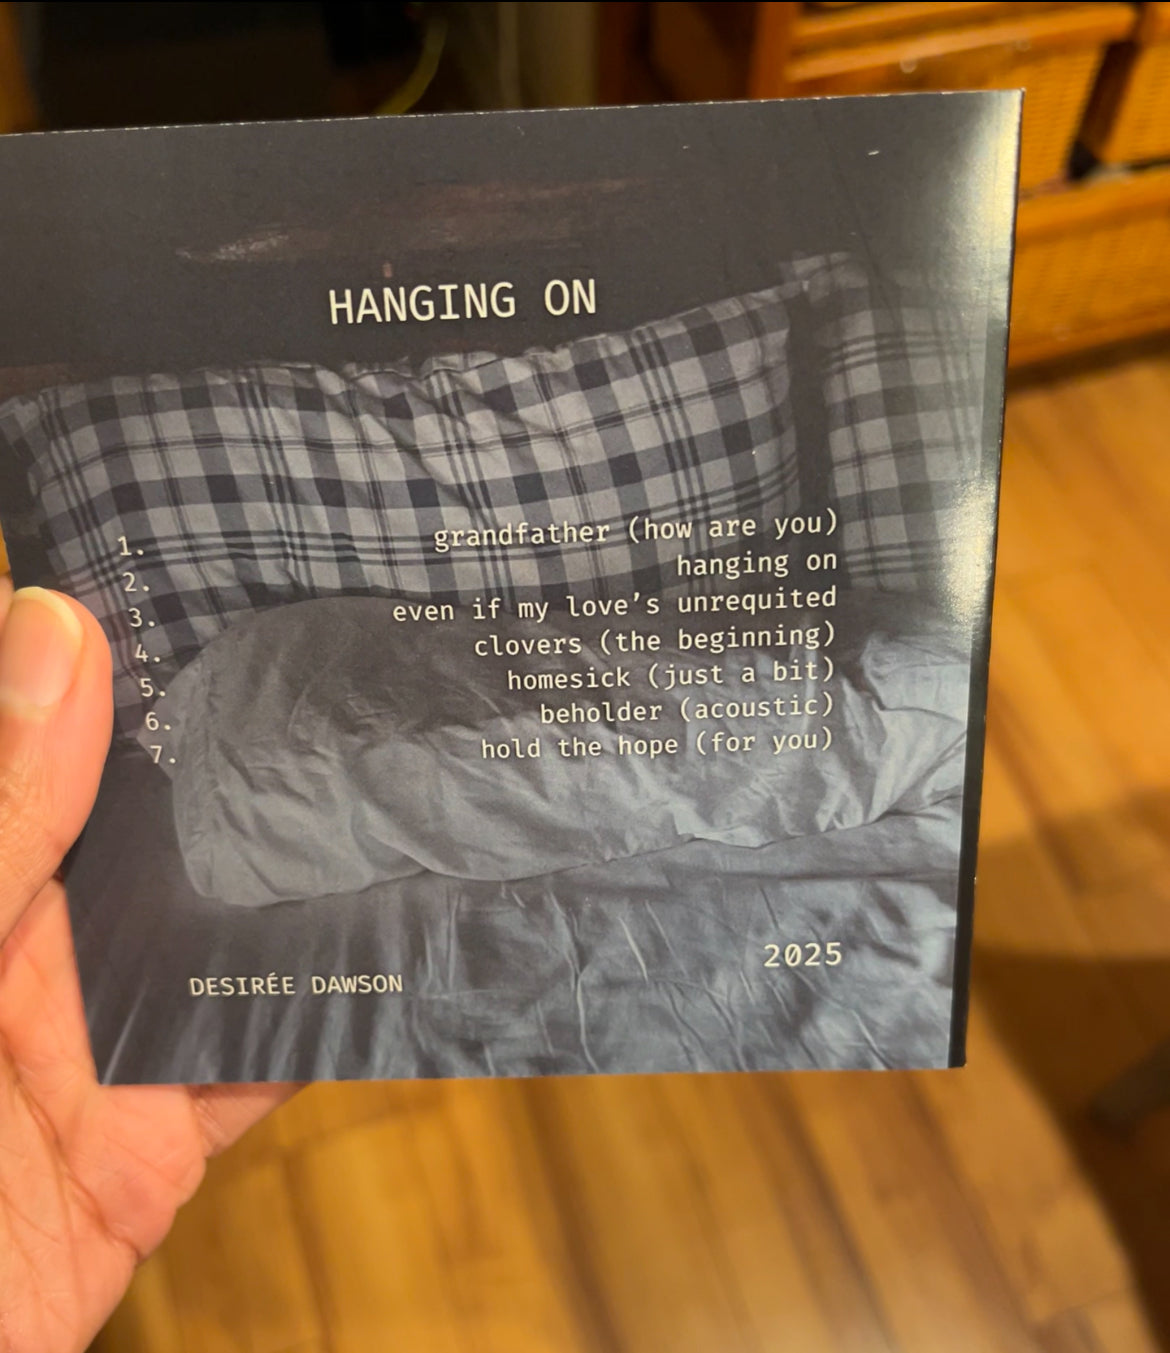 HANGING ON
1. grandfather (how are you)
2. hanging on
3. even if my love’s unrequited
4. clovers (the beginning)
5. homesick (just a bit)
6. beholder (acoustic)
7. hold the hope (for you)
DESIRÉE DAWSON 2025